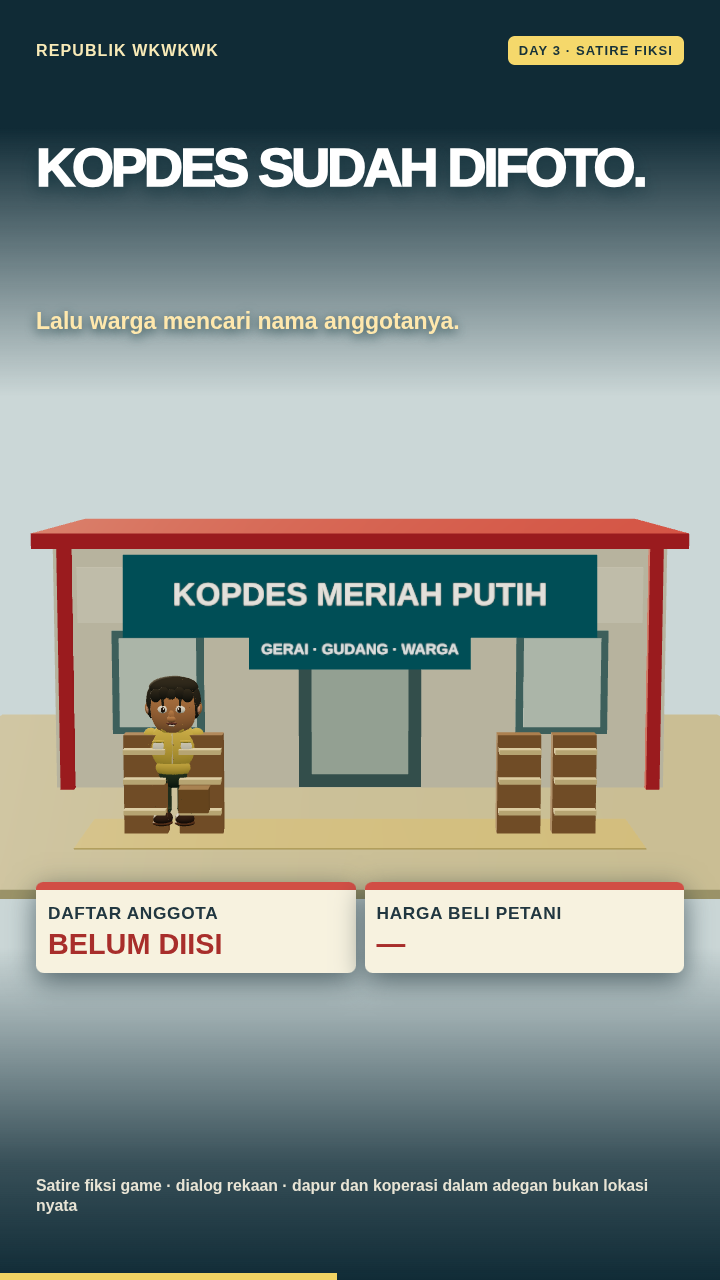 REPUBLIK WKWKWK
DAY 3 · SATIRE FIKSI
KOPDES SUDAH DIFOTO.
Lalu warga mencari nama anggotanya.
KOPDES MERIAH PUTIH
GERAI · GUDANG · WARGA
DAFTAR ANGGOTA
BELUM DIISI
HARGA BELI PETANI
—
Satire fiksi game · dialog rekaan · dapur dan koperasi dalam adegan bukan lokasi
nyata